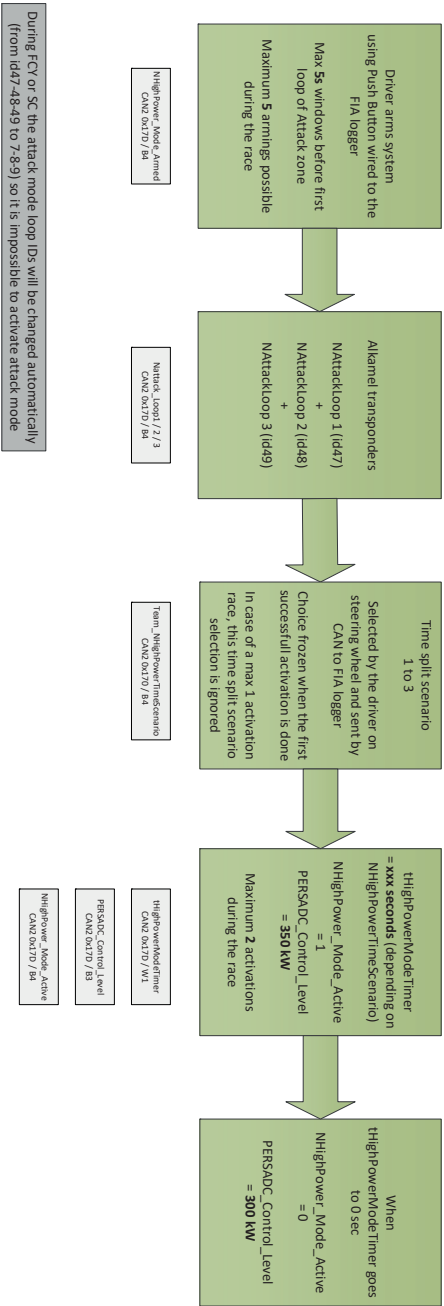 Driver arms system
using Push Button wired to the
FIA logger
Max 5s windows before first
loop of Attack zone
Maximum 5 armings possible
during the race
NHighPower_Mode_Armed
CAN2 0x17D / B4
Alkamel transponders
NAttackLoop 1 (id47)
+
NAttackLoop 2 (id48)
+
NAttackLoop 3 (id49)
Nattack_Loop1 / 2 / 3
CAN2 0x17D / B4
Time split scenario
1 to 3
Selected by the driver on
steering wheel and sent by
CAN to FIA logger
Choice frozen when the first
successfull activation is done
In case of a max 1 activation
race, this time split scenario
selection is ignored
Team_NHighPowerTimeScenario
CAN2 0x170 / B4
tHighPowerModeTimer
= xxx seconds (depending on
NHighPowerTimeScenario)
NHighPower_Mode_Active
= 1
PERSADC_Control_Level
= 350 kW
Maximum 2 activations
during the race
tHighPowerModeTimer
CAN2 0x17D / W1
PERSADC_Control_Level
CAN2 0x17D / B3
NHighPower_Mode_Active
CAN2 0x17D / B4
When
tHighPowerModeTimer goes
to 0 sec
NHighPower_Mode_Active
= 0
PERSADC_Control_Level
= 300 kW
During FCY or SC the attack mode loop IDs will be changed automatically
(from id47-48-49 to 7-8-9) so it is impossible to activate attack mode